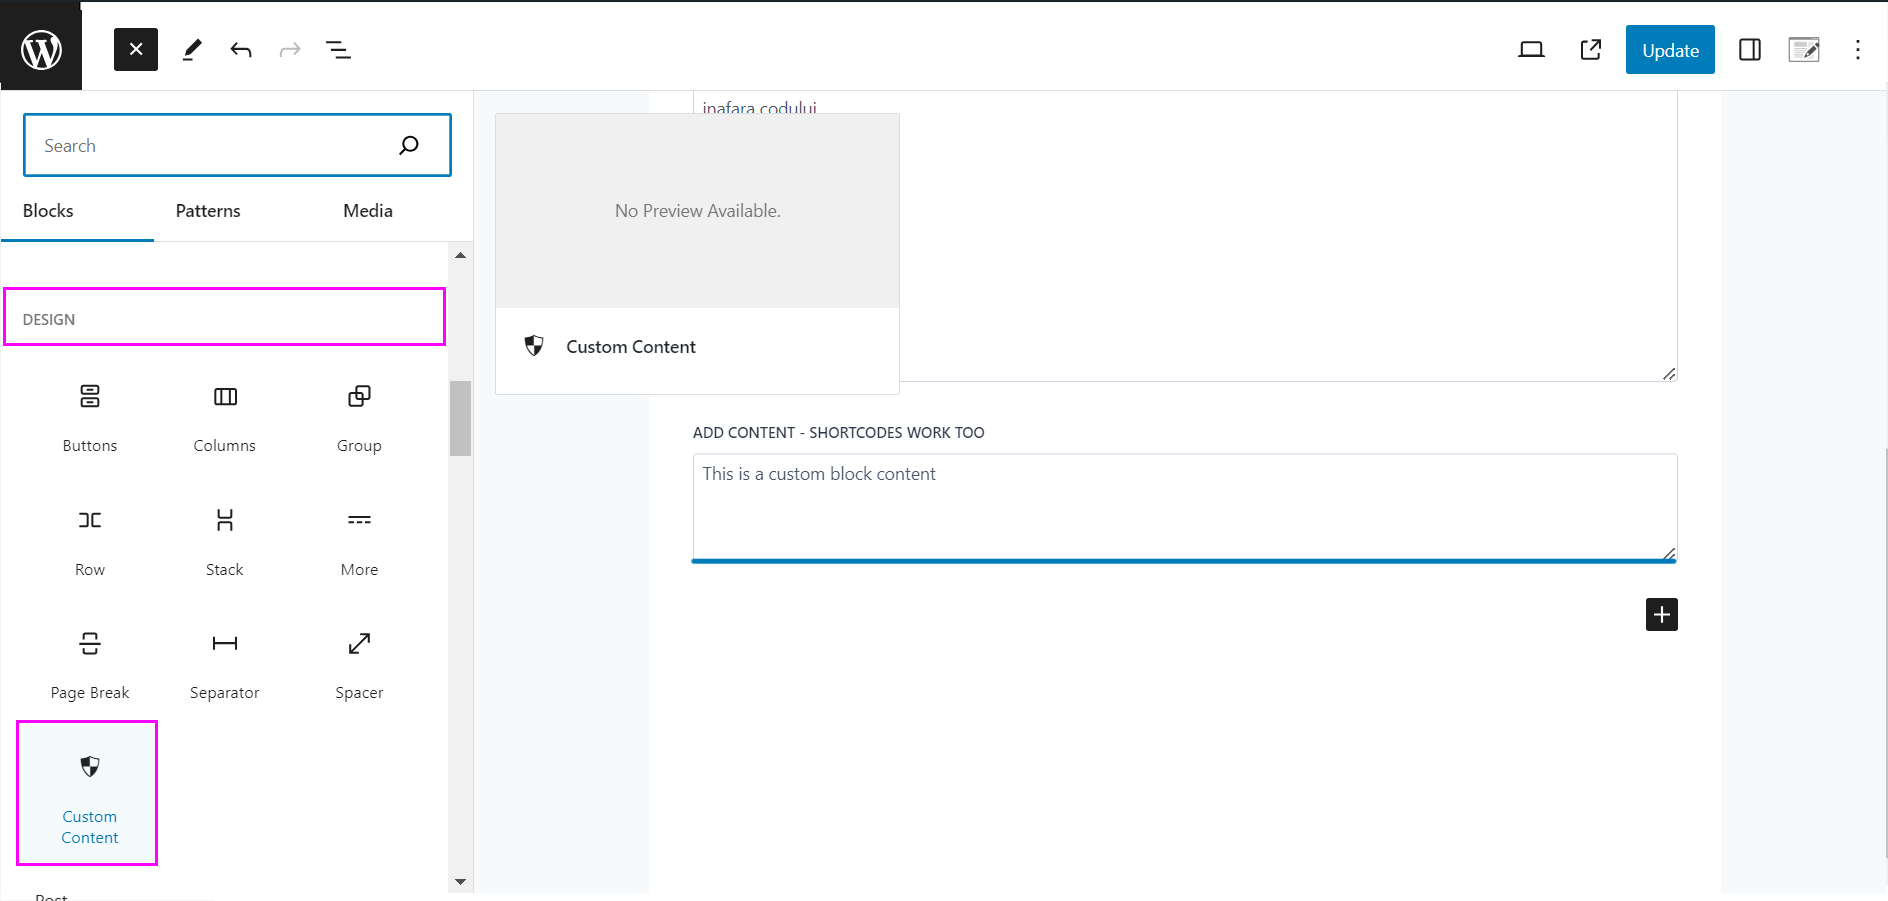 Update
Search
Blocks
Patterns
Media
DESIGN
Buttons
Columns
Group
Row
Stack
More
Page Break
Separator
Spacer
Custom
Content
Post
inafara codului
No Preview Available.
Custom Content
ADD CONTENT - SHORTCODES WORK TOO
This is a custom block content